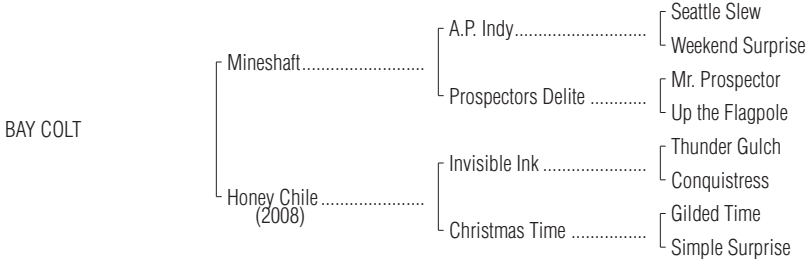 Seattle Slew
A.P. Indy............................
Weekend Surprise
Mineshaft..........................
Mr. Prospector
Prospectors Delite ............
Up the Flagpole
BAY COLT
Thunder Gulch
Invisible Ink ......................
Conquistress
Honey Chile ......................
(2008)
Gilded Time
Christmas Time ................
Simple Surprise